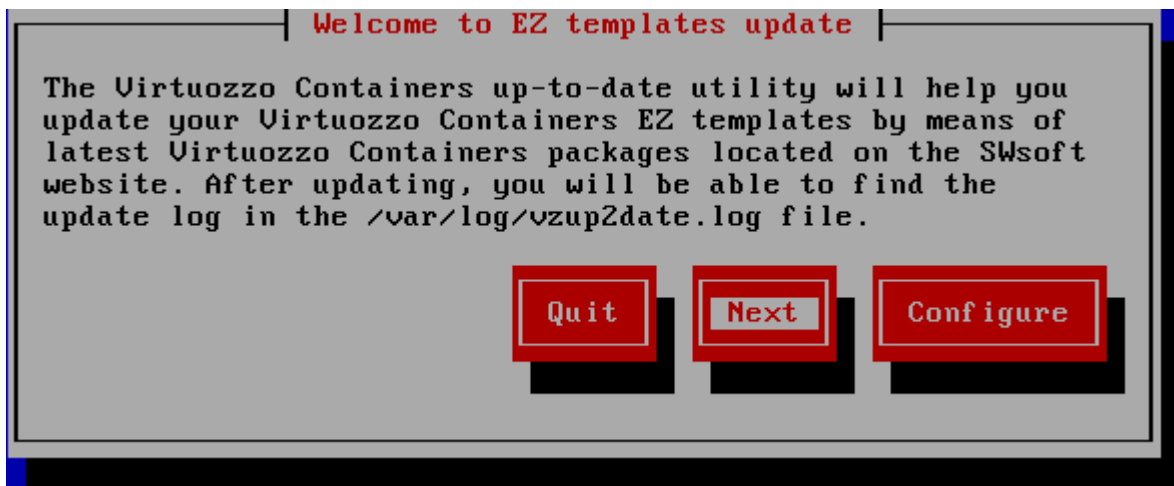 Welcome to EZ templates update
The Virtuozzo Containers up-to-date utility will help you
update your Virtuozzo Containers EZ templates by means of
latest Virtuozzo Containers packages located on the SWsoft
website. After updating, you will be able to find the
update log in the /var/log/vzup2date.log file.
Quit Next Configure